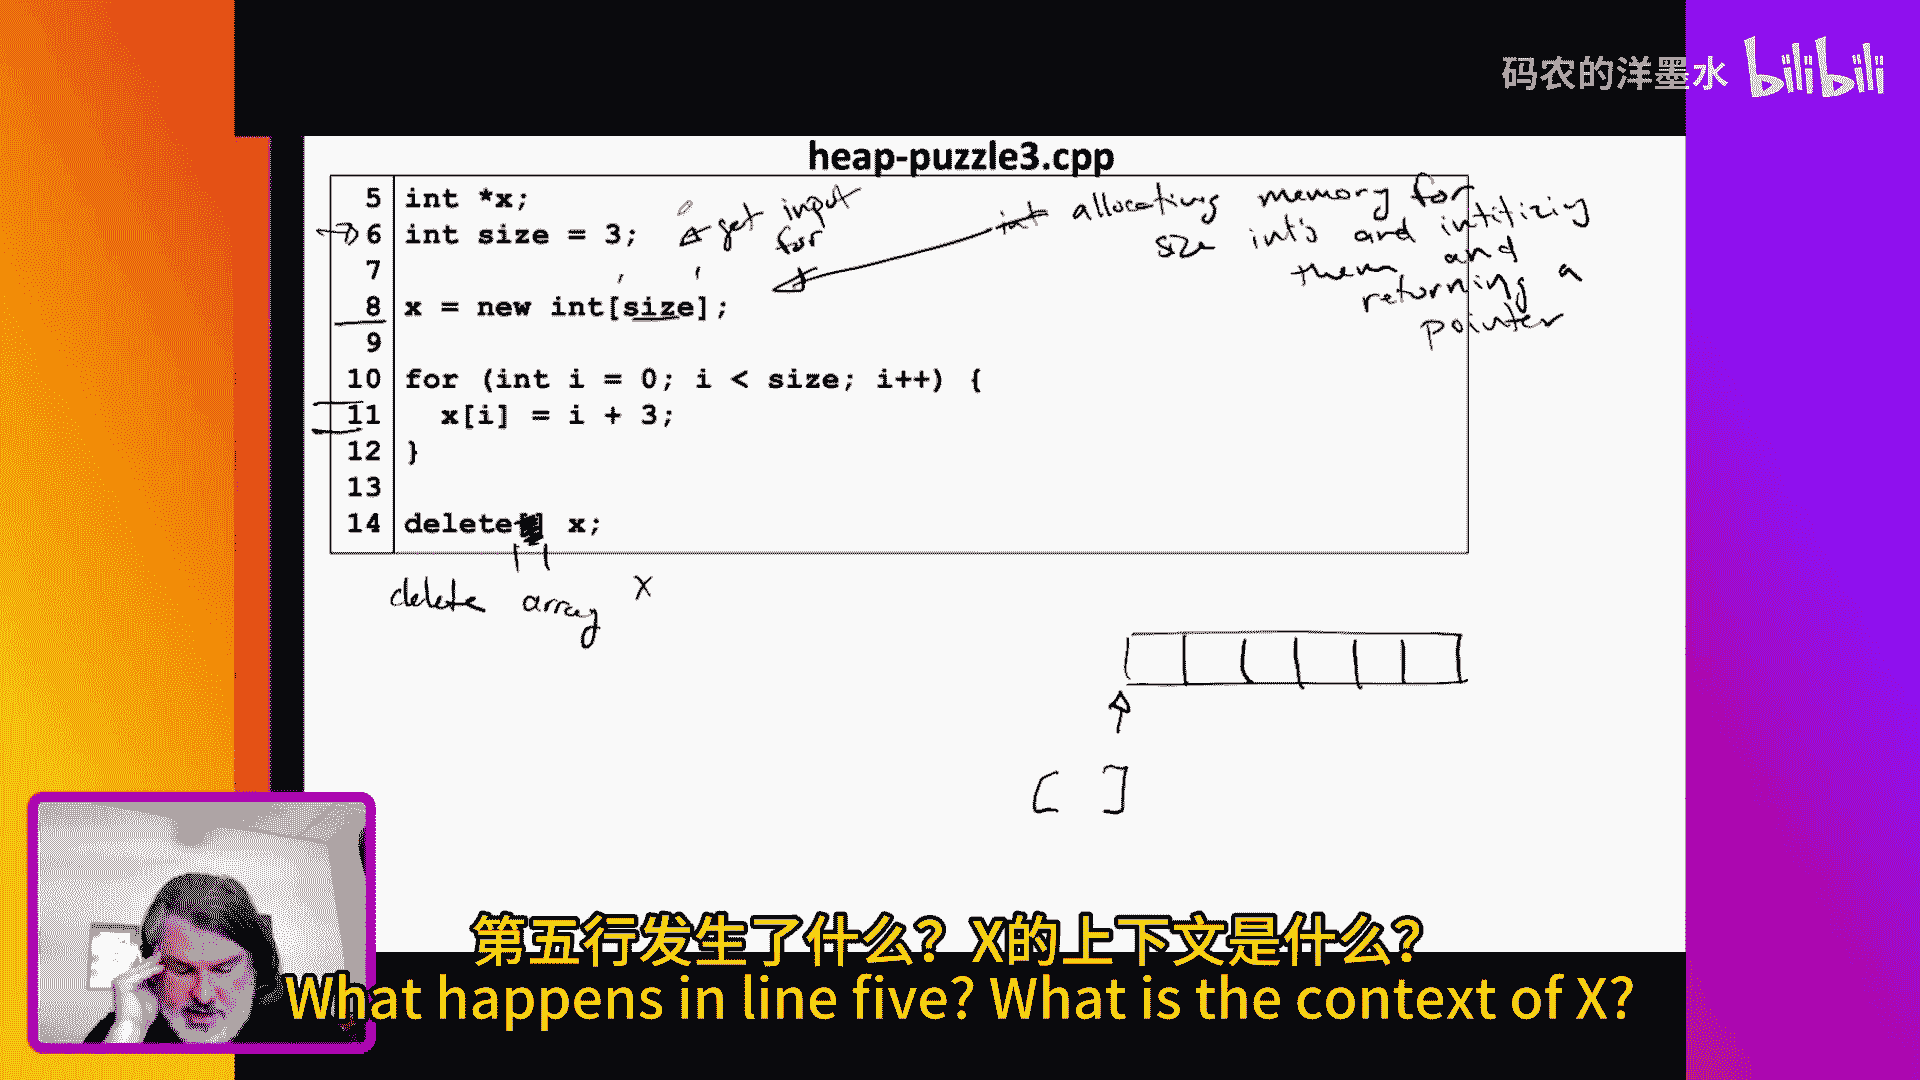 码农的洋墨水 bilibili
heap-puzzle3.cpp
5 int *x;
6 int size = 3;
7
8 x = new int[size];
9
10 for (int i = 0; i < size; i++) {
11 x[i] = i + 3;
12 }
13
14 delete[] x;
get input
for
int allocating memory for
size int's and intitizing
them and
returning a
pointer
delete array x
[ ]
第五行发生了什么？X的上下文是什么？
What happens in line five? What is the context of X?